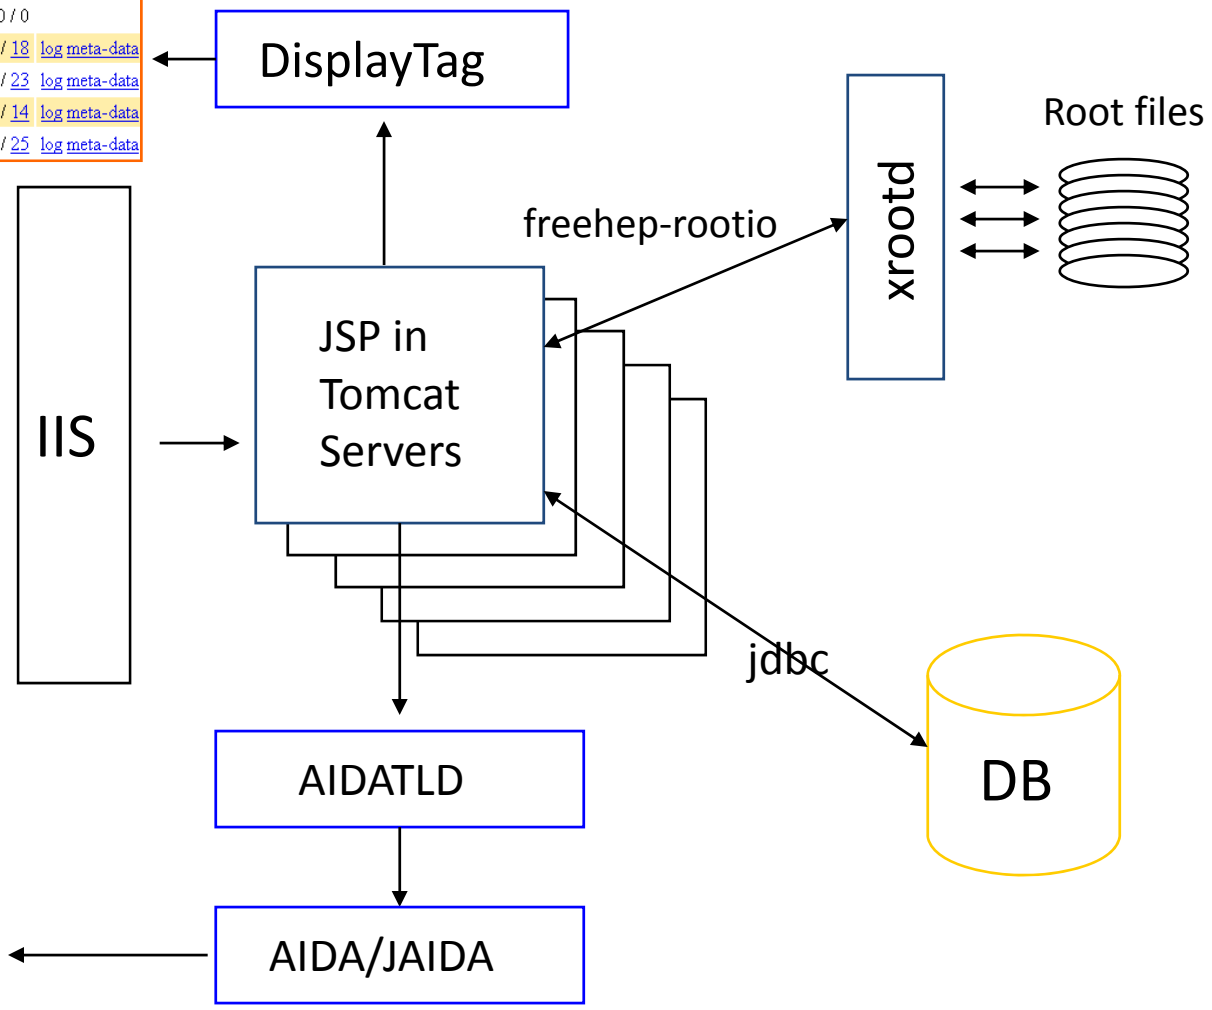 0 / 0
/ 18 log meta-data
/ 23 log meta-data
/ 14 log meta-data
/ 25 log meta-data
DisplayTag
Root files
xrootd
freehep-rootio
JSP in
Tomcat
Servers
IIS
jdbc
DB
AIDATLD
AIDA/JAIDA